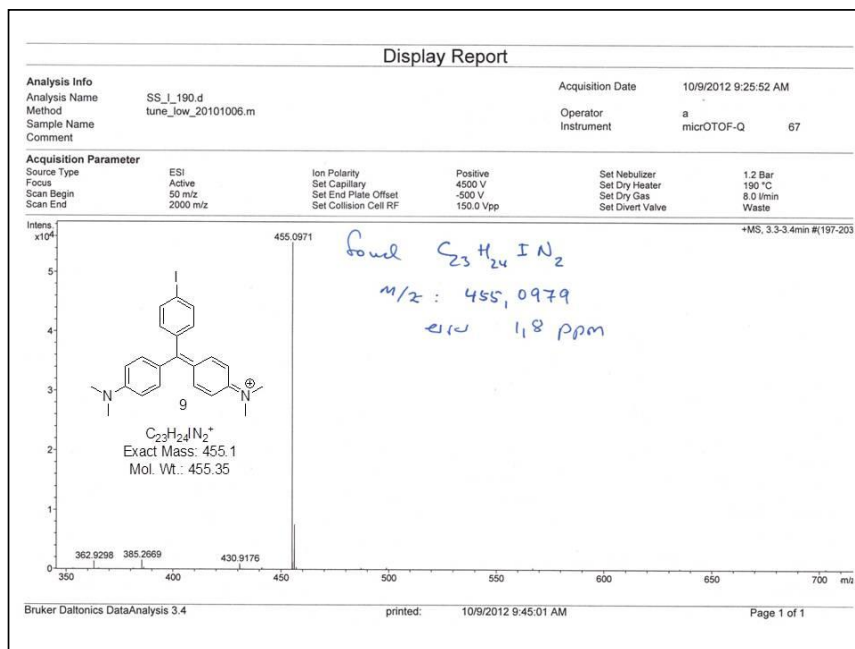 Display Report
Analysis Info
Acquisition Date 10/9/2012 9:25:52 AM
Analysis Name SS_I_190.d
Method tune_low_20101006.m
Operator a
Sample Name
Instrument micrOTOF-Q 67
Comment
Acquisition Parameter
Source Type ESI Ion Polarity Positive Set Nebulizer 1.2 Bar
Focus Active Set Capillary 4500 V Set Dry Heater 190 °C
Scan Begin 50 m/z Set End Plate Offset -500 V Set Dry Gas 8.0 l/min
Scan End 2000 m/z Set Collision Cell RF 150.0 Vpp Set Divert Valve Waste
Intens.
x10⁴
+MS, 3.3-3.4min #(197-203
455.0971
found C₂₃H₂₄IN₂
m/z : 455,0979
error 1,8 ppm
5
4
3
2
1
0
I
N
N
⊕
9
C₂₃H₂₄IN₂⁺
Exact Mass: 455.1
Mol. Wt.: 455.35
362.9298 385.2669 430.9176
350 400 450 500 550 600 650 700 m/z
Bruker Daltonics DataAnalysis 3.4 printed: 10/9/2012 9:45:01 AM Page 1 of 1